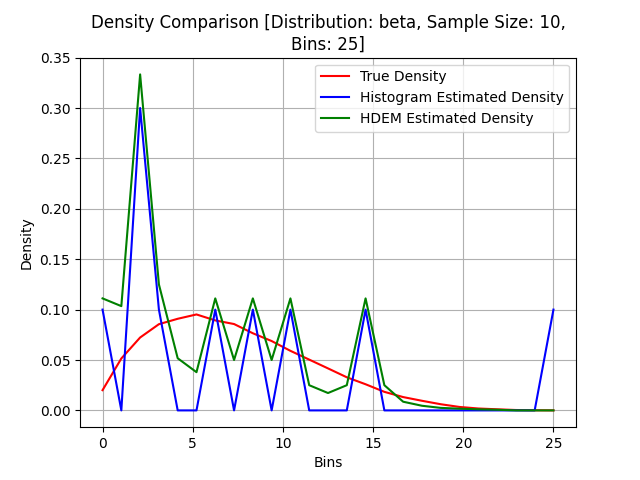 Density Comparison [Distribution: beta, Sample Size: 10,
Bins: 25]
True Density
Histogram Estimated Density
HDEM Estimated Density
Density
0.35
0.30
0.25
0.20
0.15
0.10
0.05
0.00
0 5 10 15 20 25
Bins